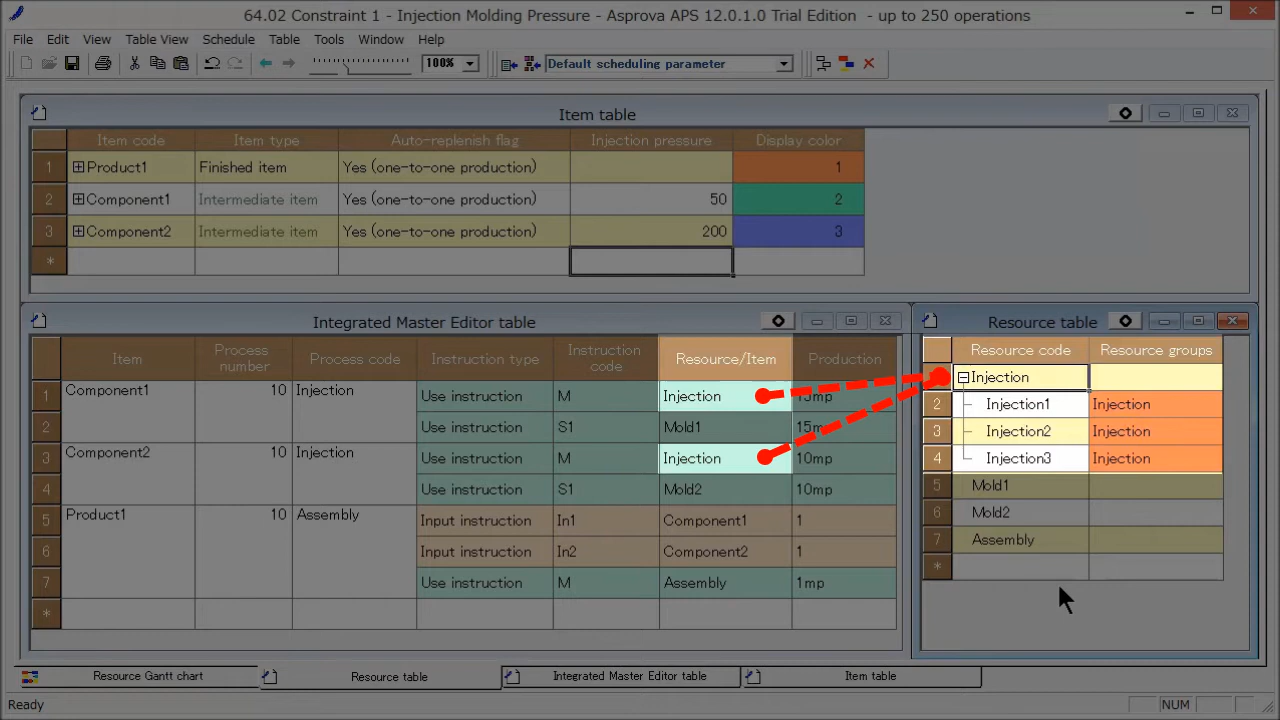 64.02 Constraint 1 - Injection Molding Pressure - Asprova APS 12.0.1.0 Trial Edition - up to 250 operations
File Edit View Table View Schedule Table Tools Window Help
100% Default scheduling parameter
Item table
Item code Item type Auto-replenish flag Injection pressure Display color
1 Product1 Finished item Yes (one-to-one production) 1
2 Component1 Intermediate item Yes (one-to-one production) 50 2
3 Component2 Intermediate item Yes (one-to-one production) 200 3
*
Integrated Master Editor table
Item Process number Process code Instruction type Instruction code Resource/Item Production
1 Component1 10 Injection Use instruction M Injection 15mp
2 Use instruction S1 Mold1 15mp
3 Component2 10 Injection Use instruction M Injection 10mp
4 Use instruction S1 Mold2 10mp
5 Product1 10 Assembly Input instruction In1 Component1 1
6 Input instruction In2 Component2 1
7 Use instruction M Assembly 1mp
*
Resource table
Resource code Resource groups
Injection
2 Injection1 Injection
3 Injection2 Injection
4 Injection3 Injection
5 Mold1
6 Mold2
7 Assembly
*
Resource Gantt chart Resource table Integrated Master Editor table Item table
Ready NUM